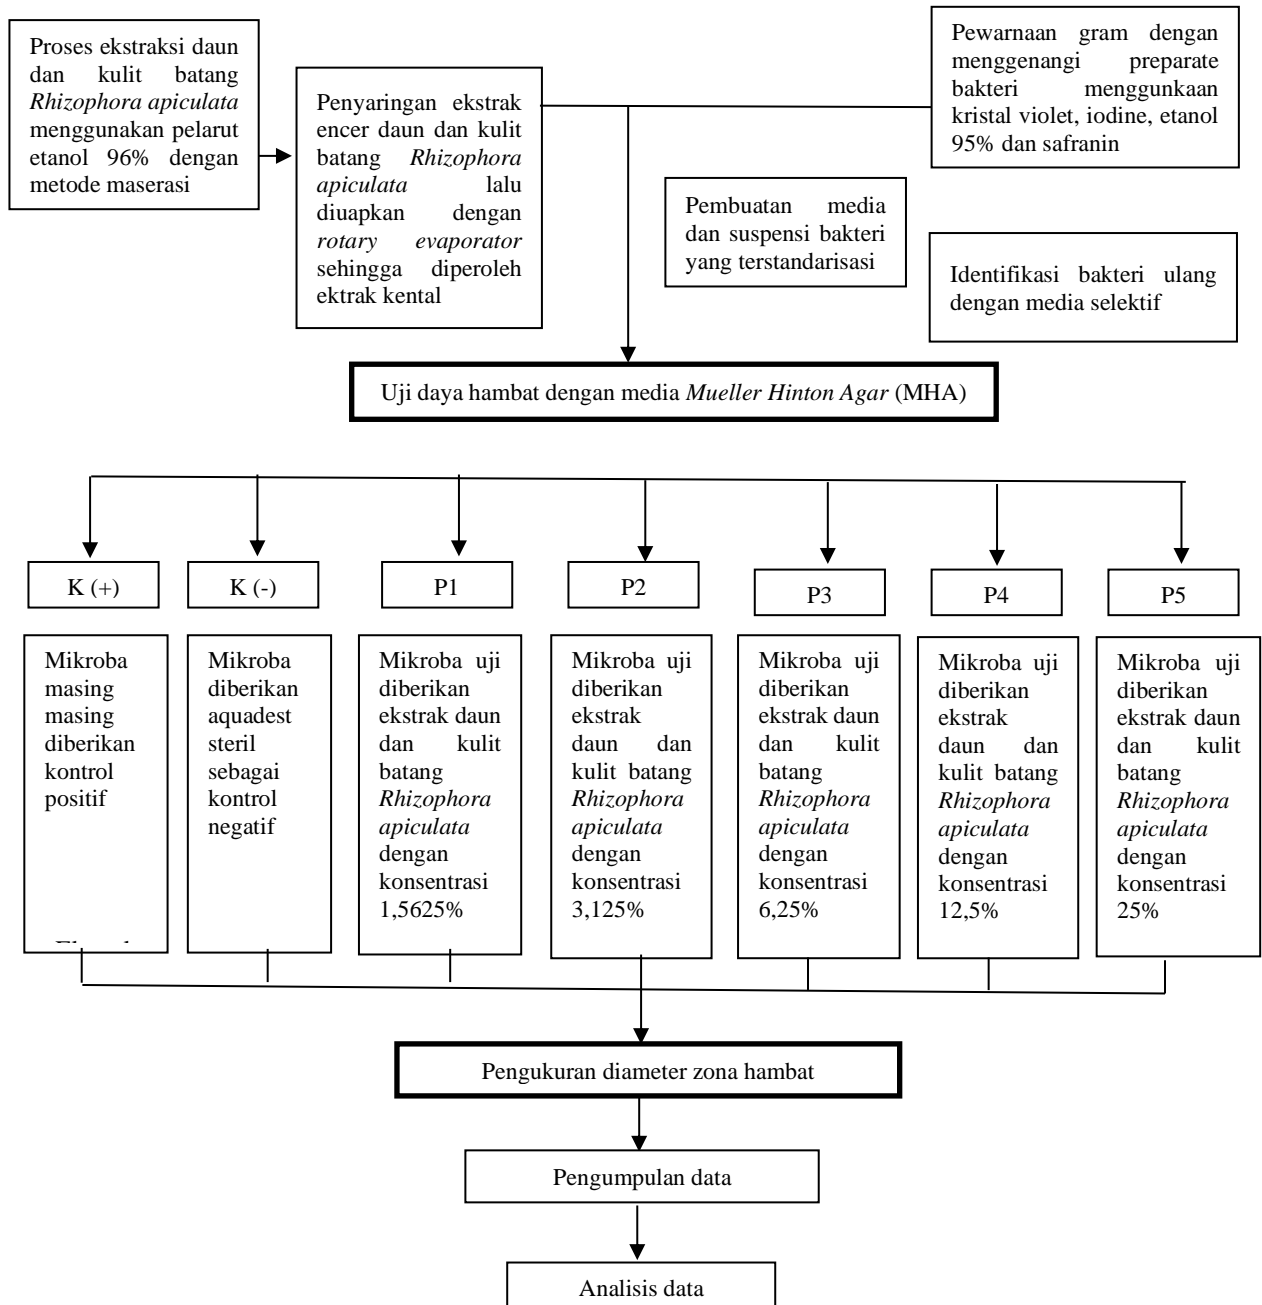 Proses ekstraksi daun
dan kulit batang
Rhizophora apiculata
menggunakan pelarut
etanol 96% dengan
metode maserasi
Penyaringan ekstrak
encer daun dan kulit
batang Rhizophora
apiculata lalu
diuapkan dengan
rotary evaporator
sehingga diperoleh
ektrak kental
Pewarnaan gram dengan
menggenangi preparate
bakteri menggunkaan
kristal violet, iodine, etanol
95% dan safranin
Pembuatan media
dan suspensi bakteri
yang terstandarisasi
Identifikasi bakteri ulang
dengan media selektif
Uji daya hambat dengan media Mueller Hinton Agar (MHA)
K (+)
K (-)
P1
P2
P3
P4
P5
Mikroba
masing
masing
diberikan
kontrol
positif
Mikroba
diberikan
aquadest
steril
sebagai
kontrol
negatif
Mikroba uji
diberikan
ekstrak daun
dan kulit
batang
Rhizophora
apiculata
dengan
konsentrasi
1,5625%
Mikroba uji
diberikan
ekstrak
daun dan
kulit batang
Rhizophora
apiculata
dengan
konsentrasi
3,125%
Mikroba uji
diberikan
ekstrak daun
dan kulit
batang
Rhizophora
apiculata
dengan
konsentrasi
6,25%
Mikroba uji
diberikan
ekstrak
daun dan
kulit batang
Rhizophora
apiculata
dengan
konsentrasi
12,5%
Mikroba uji
diberikan
ekstrak daun
dan kulit
batang
Rhizophora
apiculata
dengan
konsentrasi
25%
Pengukuran diameter zona hambat
Pengumpulan data
Analisis data